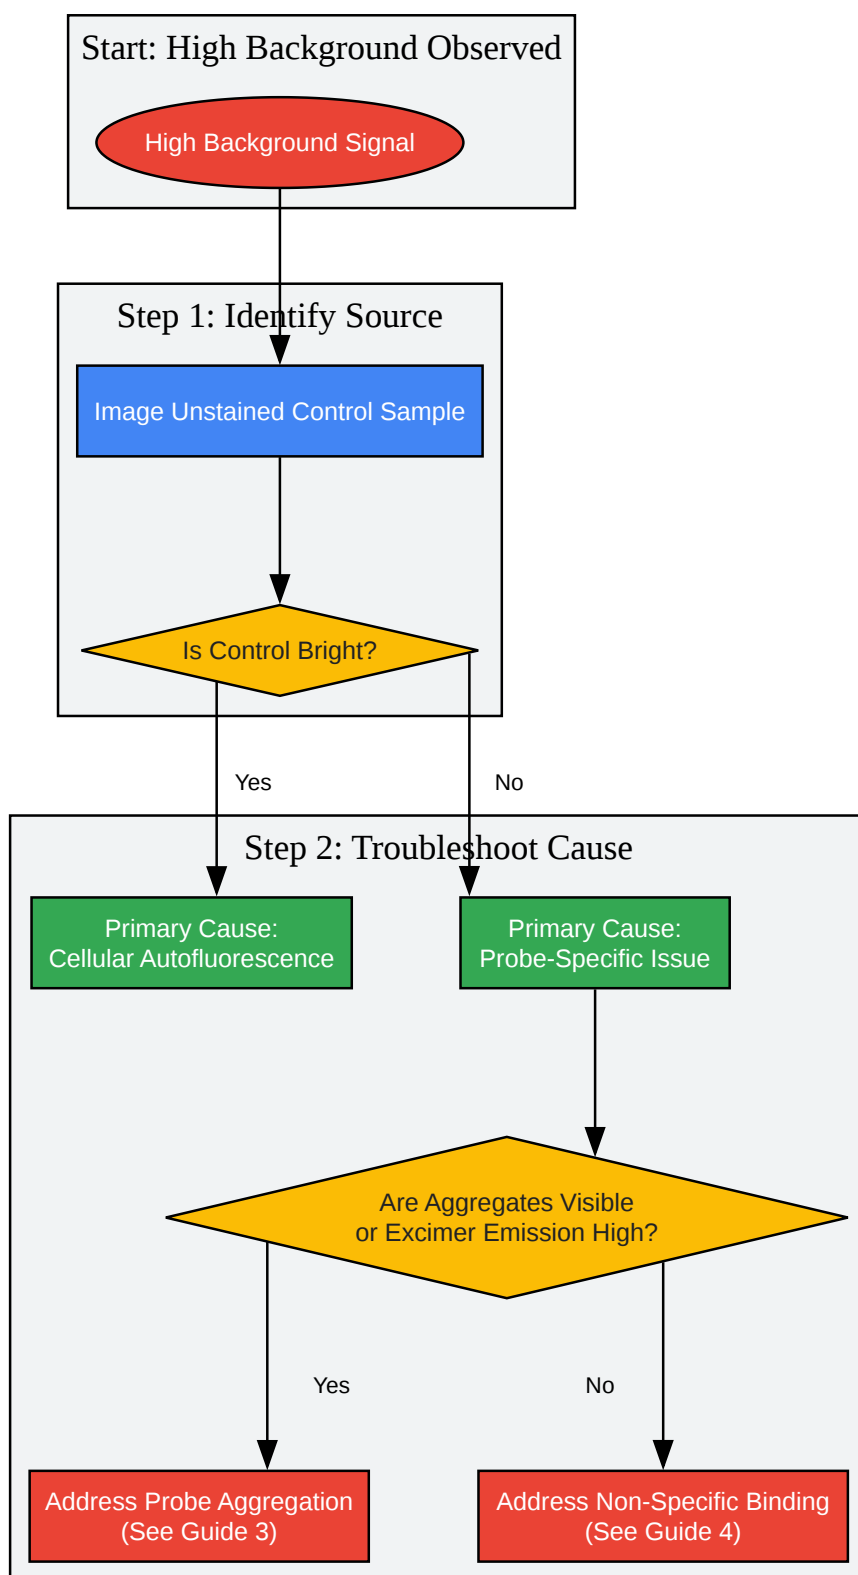 Start: High Background Observed
High Background Signal
Step 1: Identify Source
Image Unstained Control Sample
Is Control Bright?
Yes
No
Step 2: Troubleshoot Cause
Primary Cause:
Cellular Autofluorescence
Primary Cause:
Probe-Specific Issue
Are Aggregates Visible
or Excimer Emission High?
Yes
No
Address Probe Aggregation
(See Guide 3)
Address Non-Specific Binding
(See Guide 4)